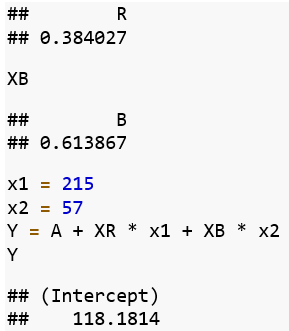 ##        R
## 0.384027
XB
##        B
## 0.613867
x1 = 215
x2 = 57
Y = A + XR * x1 + XB * x2
Y
## (Intercept)
##    118.1814